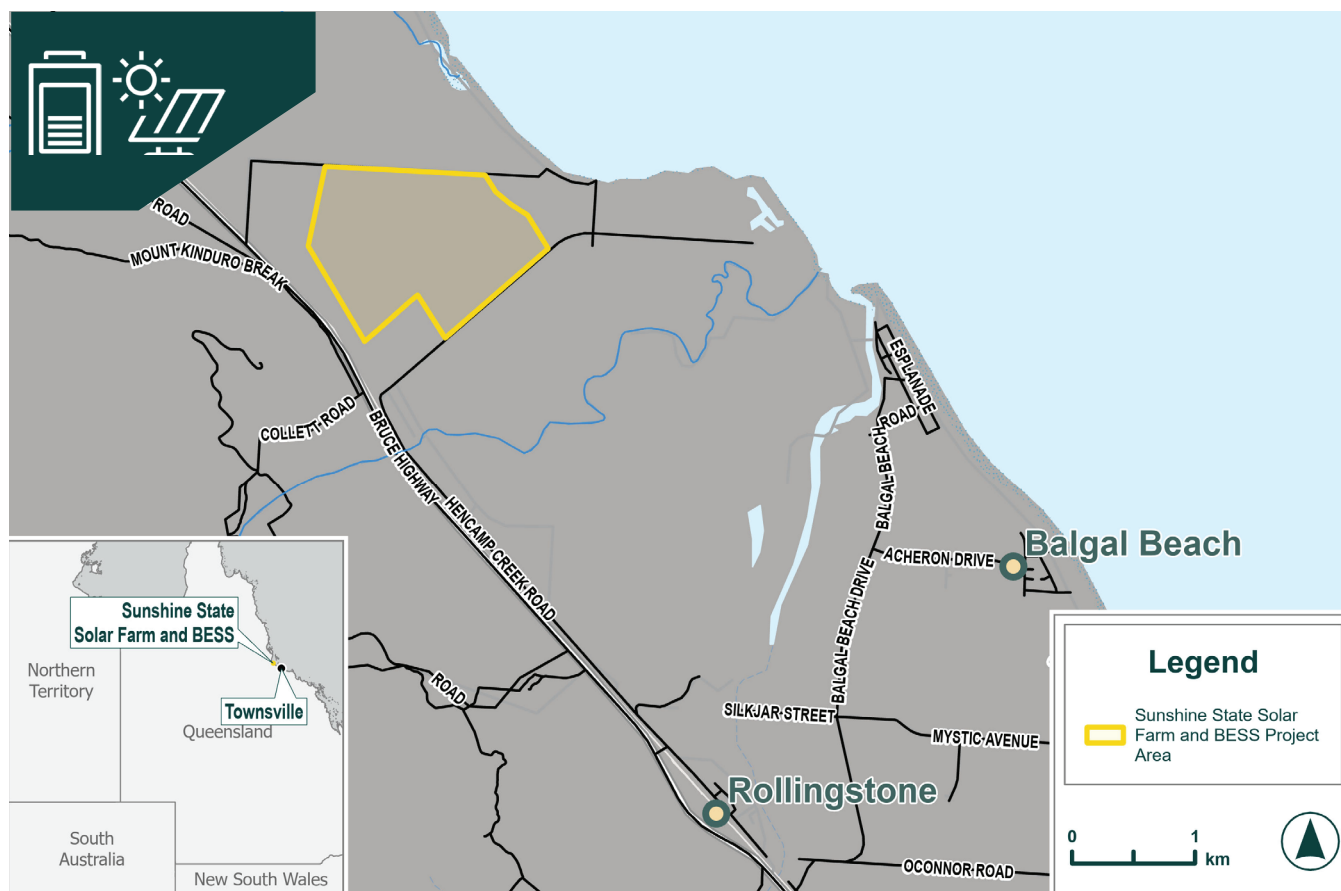 ROAD
MOUNT KINDURO BREAK
COLLETT ROAD
BRUCE HIGHWAY
HENCAMP CREEK ROAD
ESPLANADE
ROAD
BALGAL BEACH
ACHERON DRIVE
Balgal Beach
BALGAL BEACH DRIVE
ROAD
SILKJAR STREET
MYSTIC AVENUE
Rollingstone
OCONNOR ROAD
Sunshine State
Solar Farm and BESS
Northern
Territory
Townsville
Queensland
South
Australia
New South Wales
Legend
Sunshine State Solar
Farm and BESS Project
Area
0 1
km